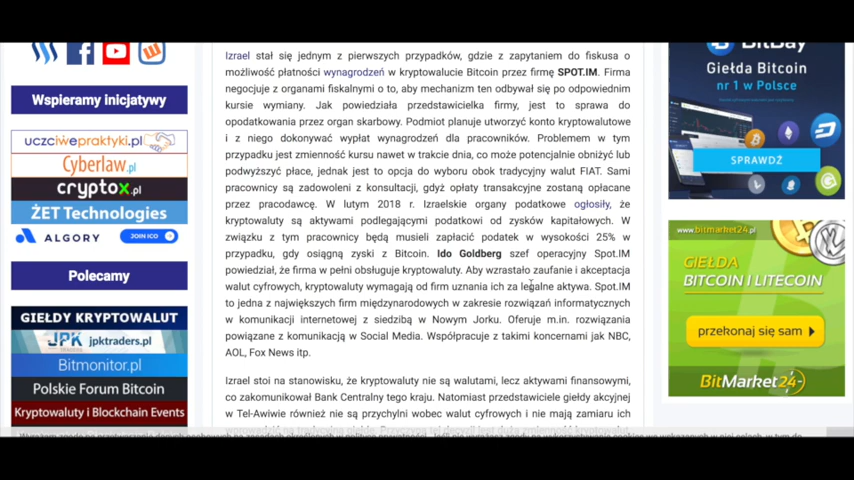 Wspieramy inicjatywy
uczciwepraktyki.pl
Cyberlaw.pl
cryptox.pl
ŻET Technologies
ALGORY
JOIN ICO
Polecamy
GIEŁDY KRYPTOWALUT
JPK jpktraders.pl
Bitmonitor.pl
Polskie Forum Bitcoin
Kryptowaluty i Blockchain Events
Izrael stał się jednym z pierwszych przypadków, gdzie z zapytaniem do fiskusa o
możliwość płatności wynagrodzeń w kryptowalucie Bitcoin przez firmę SPOT.IM. Firma
negocjuje z organami fiskalnymi o to, aby mechanizm ten odbywał się po odpowiednim
kursie wymiany. Jak powiedziała przedstawicielka firmy, jest to sprawa do
opodatkowania przez organ skarbowy. Podmiot planuje utworzyć konto kryptowalutowe
i z niego dokonywać wypłat wynagrodzeń dla pracowników. Problemem w tym
przypadku jest zmienność kursu nawet w trakcie dnia, co może potencjalnie obniżyć lub
podwyższyć płace, jednak jest to opcja do wyboru obok tradycyjny walut FIAT. Sami
pracownicy są zadowoleni z konsultacji, gdyż opłaty transakcyjne zostaną opłacane
przez pracodawcę. W lutym 2018 r. Izraelskie organy podatkowe ogłosiły, że
kryptowaluty są aktywami podlegającymi podatkowi od zysków kapitałowych. W
związku z tym pracownicy będą musieli zapłacić podatek w wysokości 25% w
przypadku, gdy osiągną zyski z Bitcoin. Ido Goldberg szef operacyjny Spot.IM
powiedział, że firma w pełni obsługuje kryptowaluty. Aby wzrastało zaufanie i akceptacja
walut cyfrowych, kryptowaluty wymagają od firm uznania ich za legalne aktywa. Spot.IM
to jedna z największych firm międzynarodowych w zakresie rozwiązań informatycznych
w komunikacji internetowej z siedzibą w Nowym Jorku. Oferuje m.in. rozwiązania
powiązane z komunikacją w Social Media. Współpracuje z takimi koncernami jak NBC,
AOL, Fox News itp.
Izrael stoi na stanowisku, że kryptowaluty nie są walutami, lecz aktywami finansowymi,
co zakomunikował Bank Centralny tego kraju. Natomiast przedstawiciele giełdy akcyjnej
w Tel-Awiwie również nie są przychylni wobec walut cyfrowych i nie mają zamiaru ich
BitBay
Giełda Bitcoin
nr 1 w Polsce
SPRAWDŹ
www.bitmarket24.pl
GIEŁDA
BITCOIN I LITECOIN
przekonaj się sam
BitMarket24